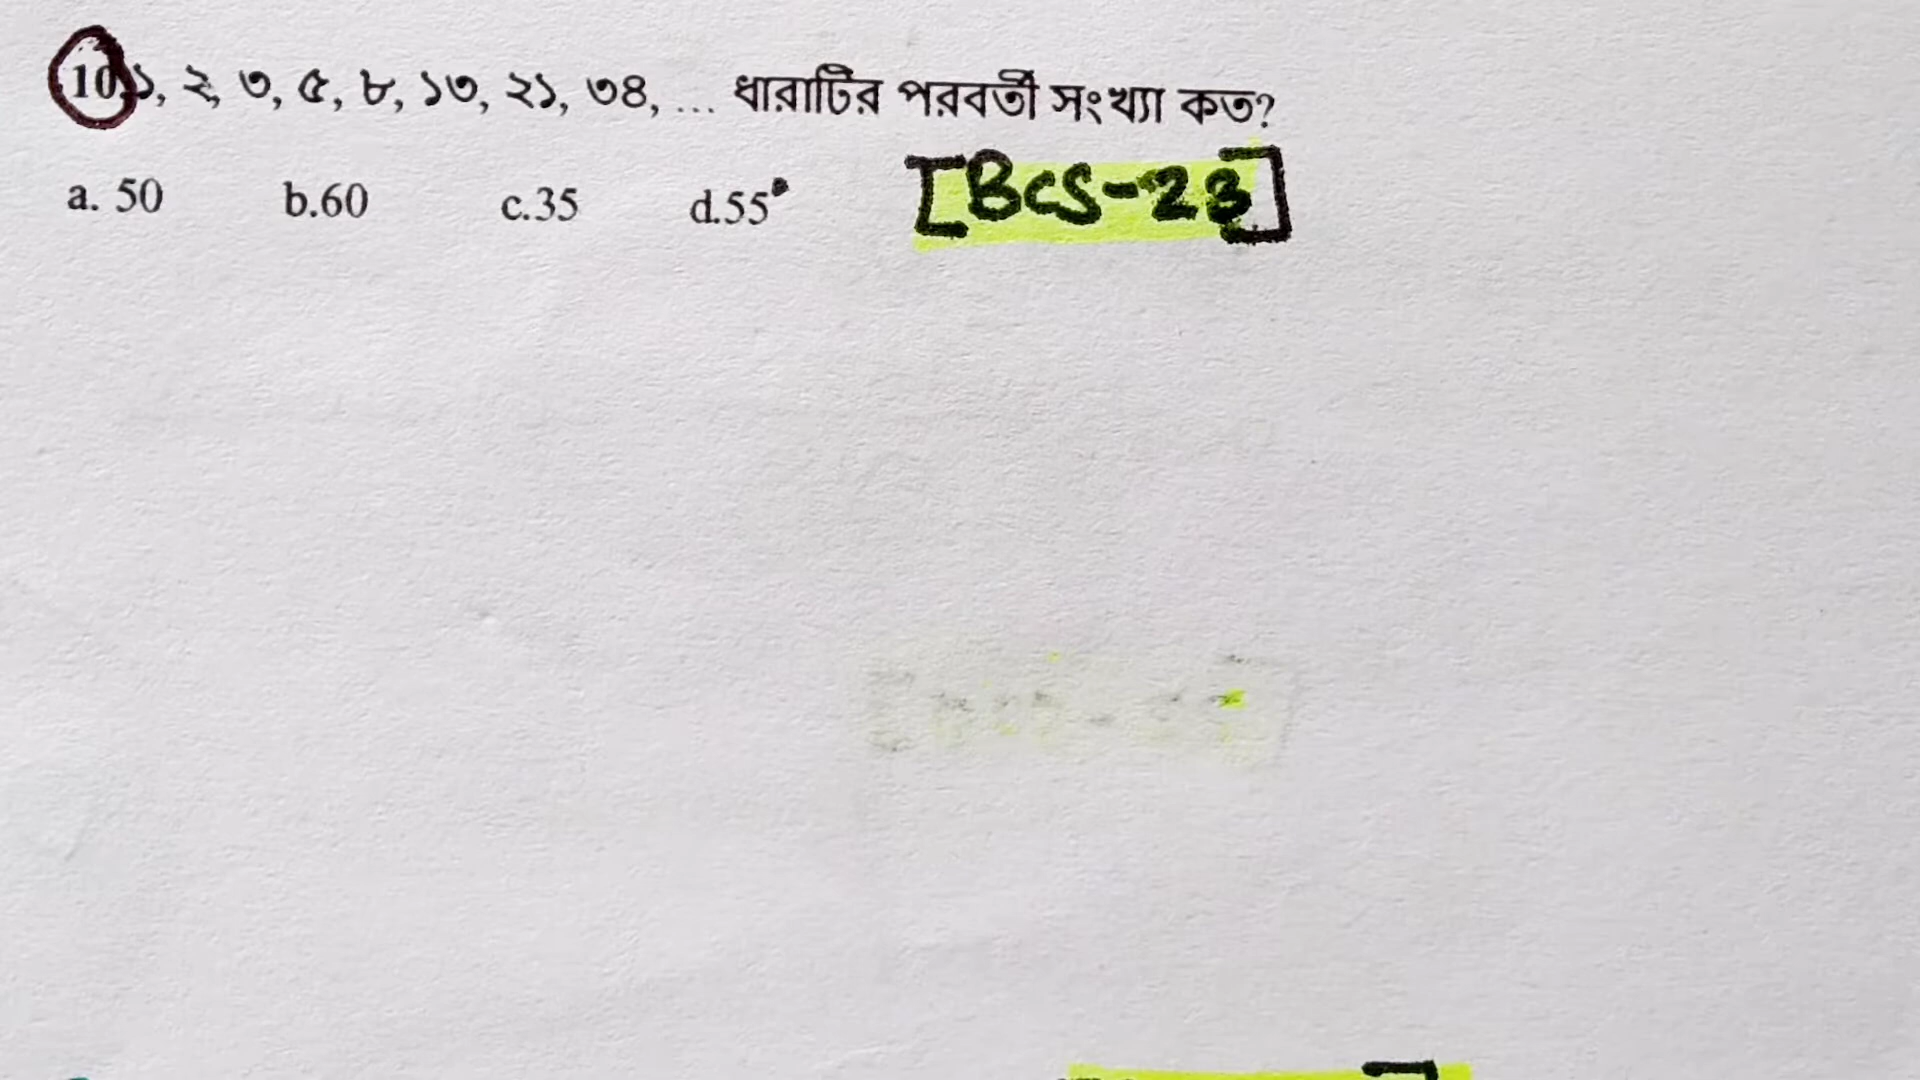 10.১, ২, ৩, ৫, ৮, ১৩, ২১, ৩৪, ... ধারাটির পরবর্তী সংখ্যা কত?
a. 50 b.60 c.35 d.55 [BCS-23]